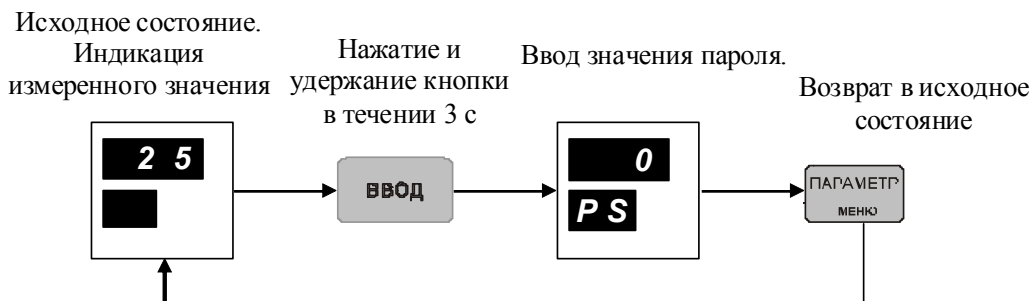 Исходное состояние.
Индикация
измеренного значения
Нажатие и
удержание кнопки
в течении 3 с
Ввод значения пароля.
Возврат в исходное
состояние
2 5
ВВОД
0
P S
ПАРАМЕТР
МЕНЮ